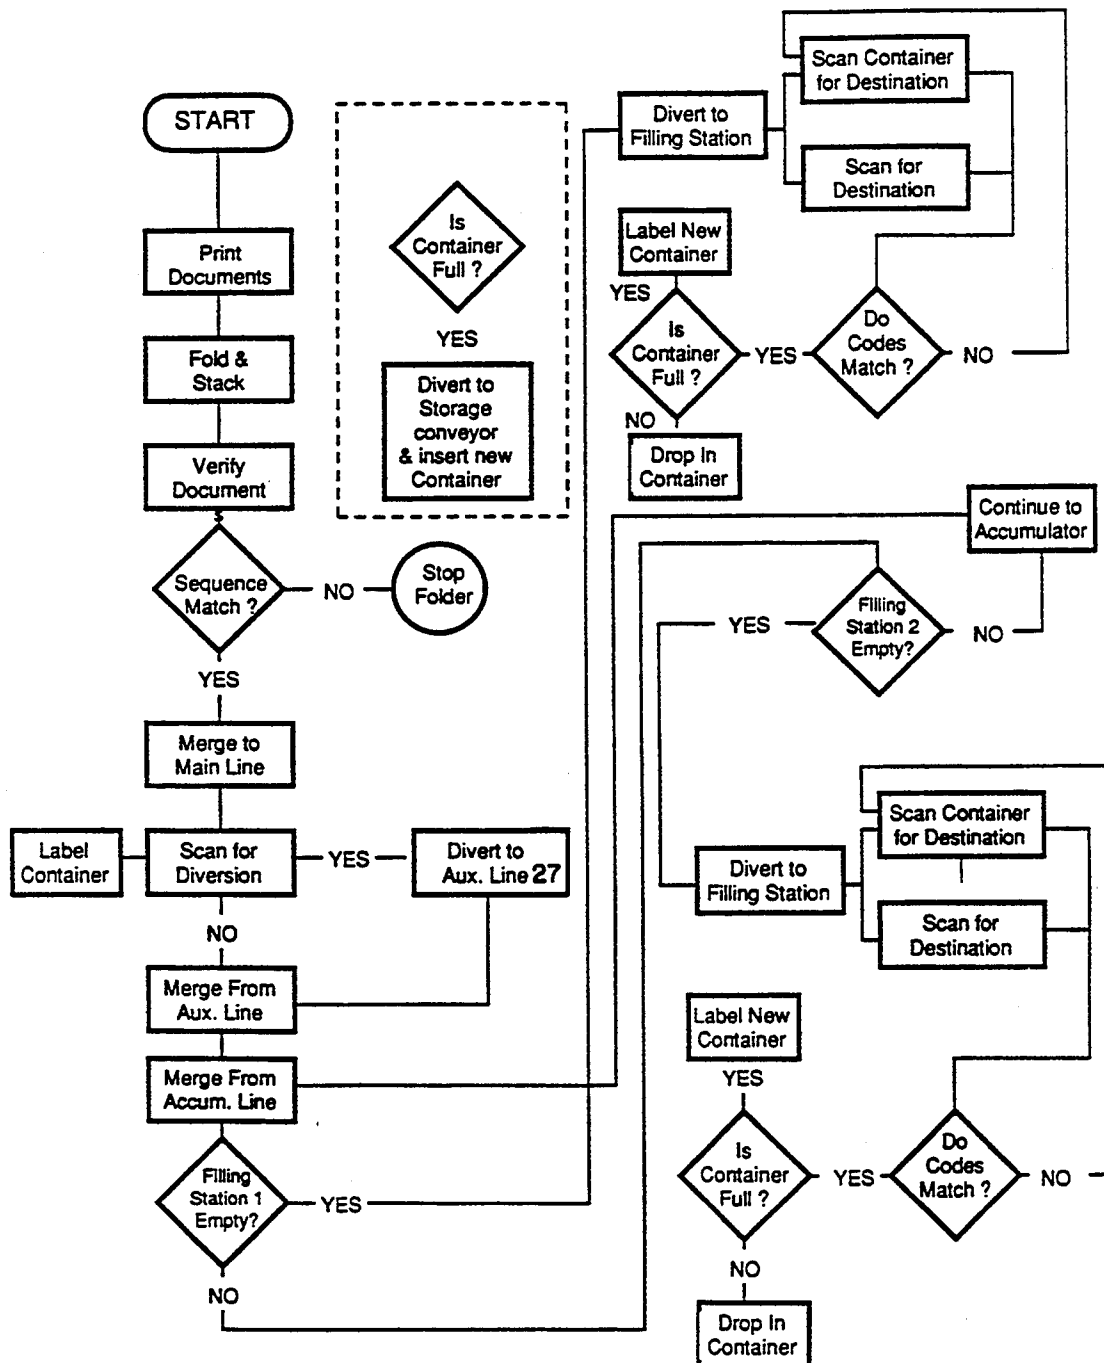 START
Print
Documents
Fold &
Stack
Verify
Document
Sequence
Match ?
NO
Stop
Folder
YES
Merge to
Main Line
Label
Container
Scan for
Diversion
YES
Divert to
Aux. Line 27
NO
Merge From
Aux. Line
Merge From
Accum. Line
Filling
Station 1
Empty?
YES
NO
Is
Container
Full ?
YES
Divert to
Storage
conveyor
& insert new
Container
Divert to
Filling Station
Scan Container
for Destination
Scan for
Destination
Do
Codes
Match ?
NO
YES
Is
Container
Full ?
YES
Label New
Container
NO
Drop In
Container
Continue to
Accumulator
Filling
Station 2
Empty?
NO
YES
Divert to
Filling Station
Scan Container
for Destination
Scan for
Destination
Do
Codes
Match ?
NO
YES
Is
Container
Full ?
YES
Label New
Container
NO
Drop In
Container